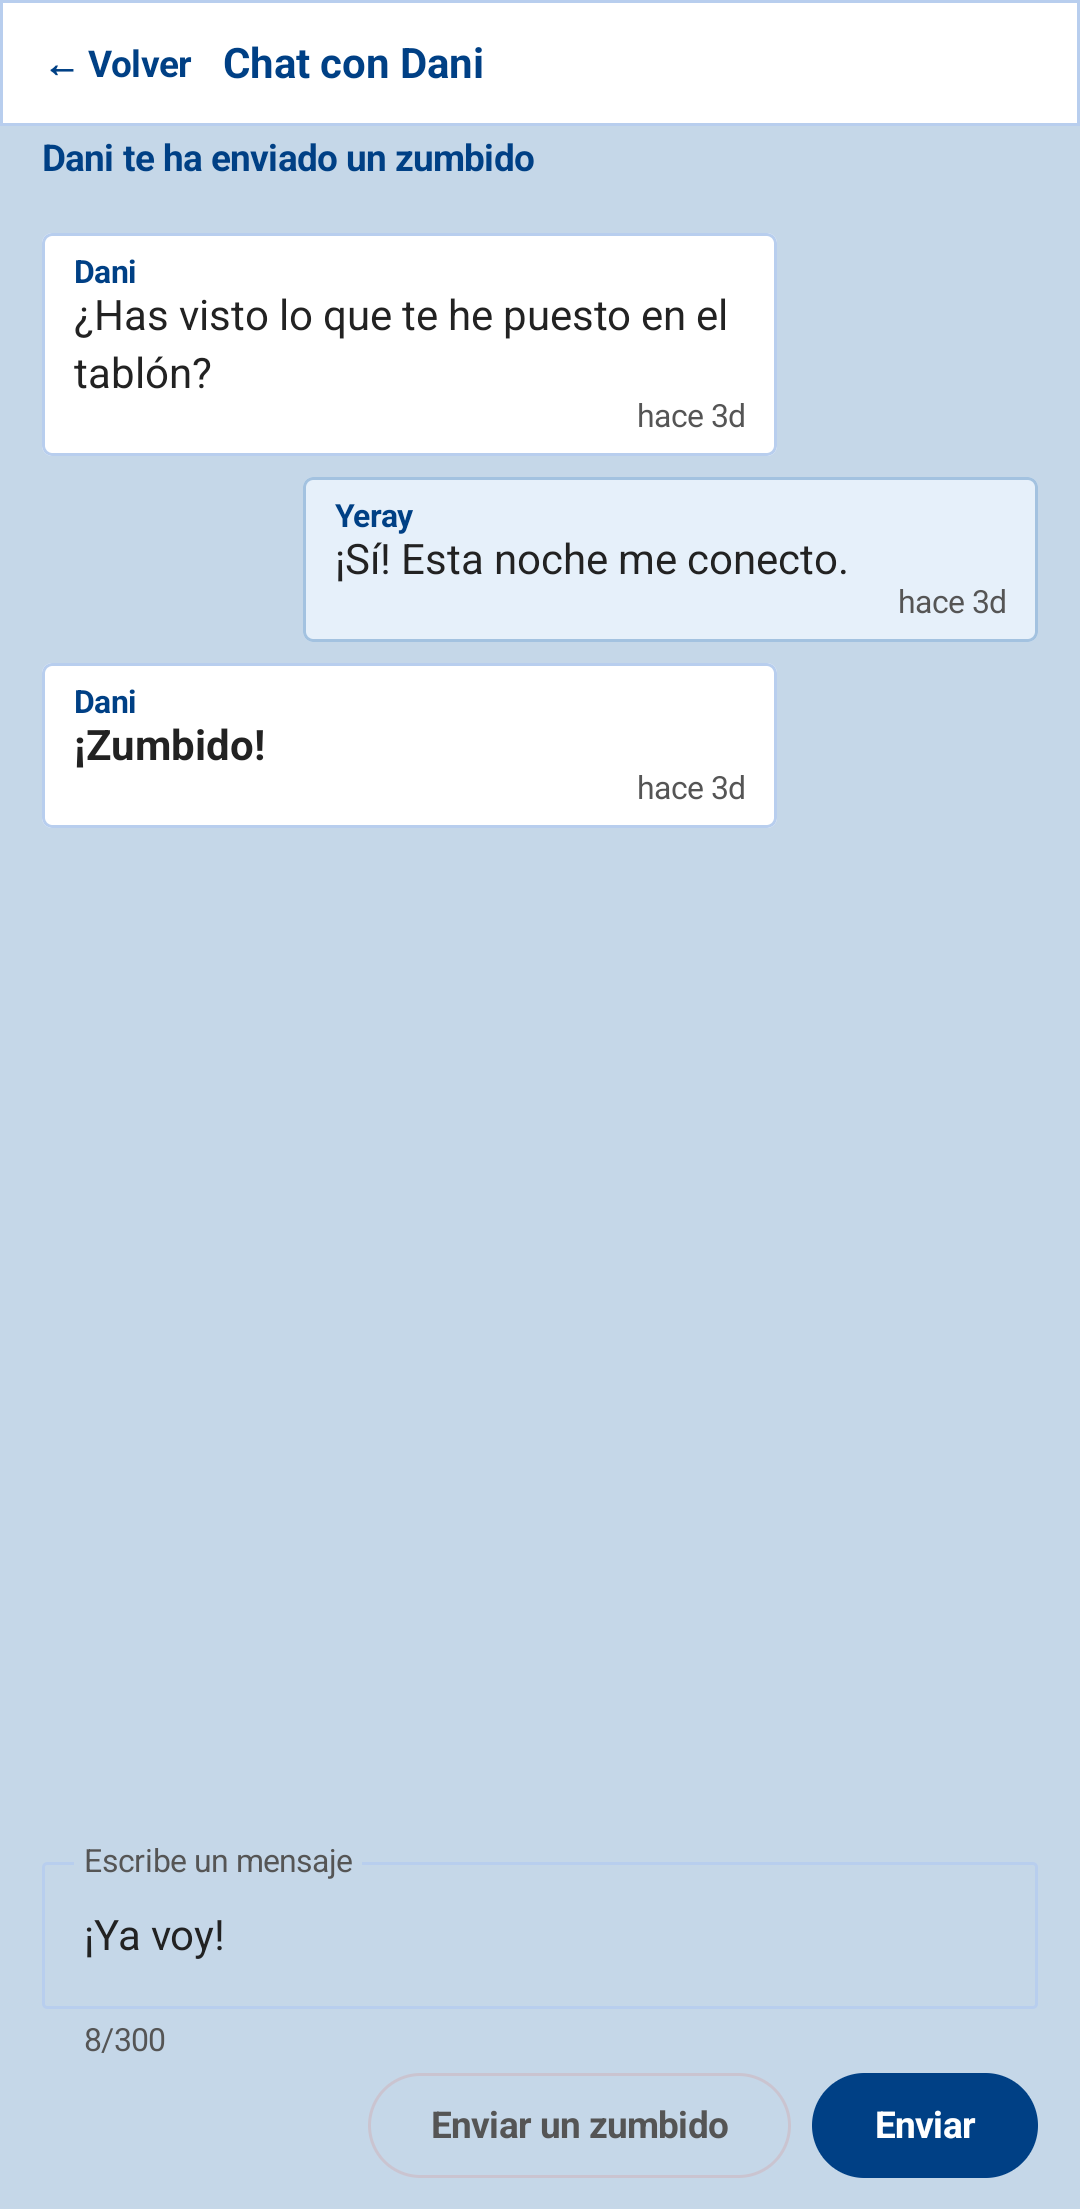 ← Volver Chat con Dani
Dani te ha enviado un zumbido
Dani
¿Has visto lo que te he puesto en el
tablón?
hace 3d
Yeray
¡Sí! Esta noche me conecto.
hace 3d
Dani
¡Zumbido!
hace 3d
Escribe un mensaje
¡Ya voy!
8/300
Enviar un zumbido
Enviar